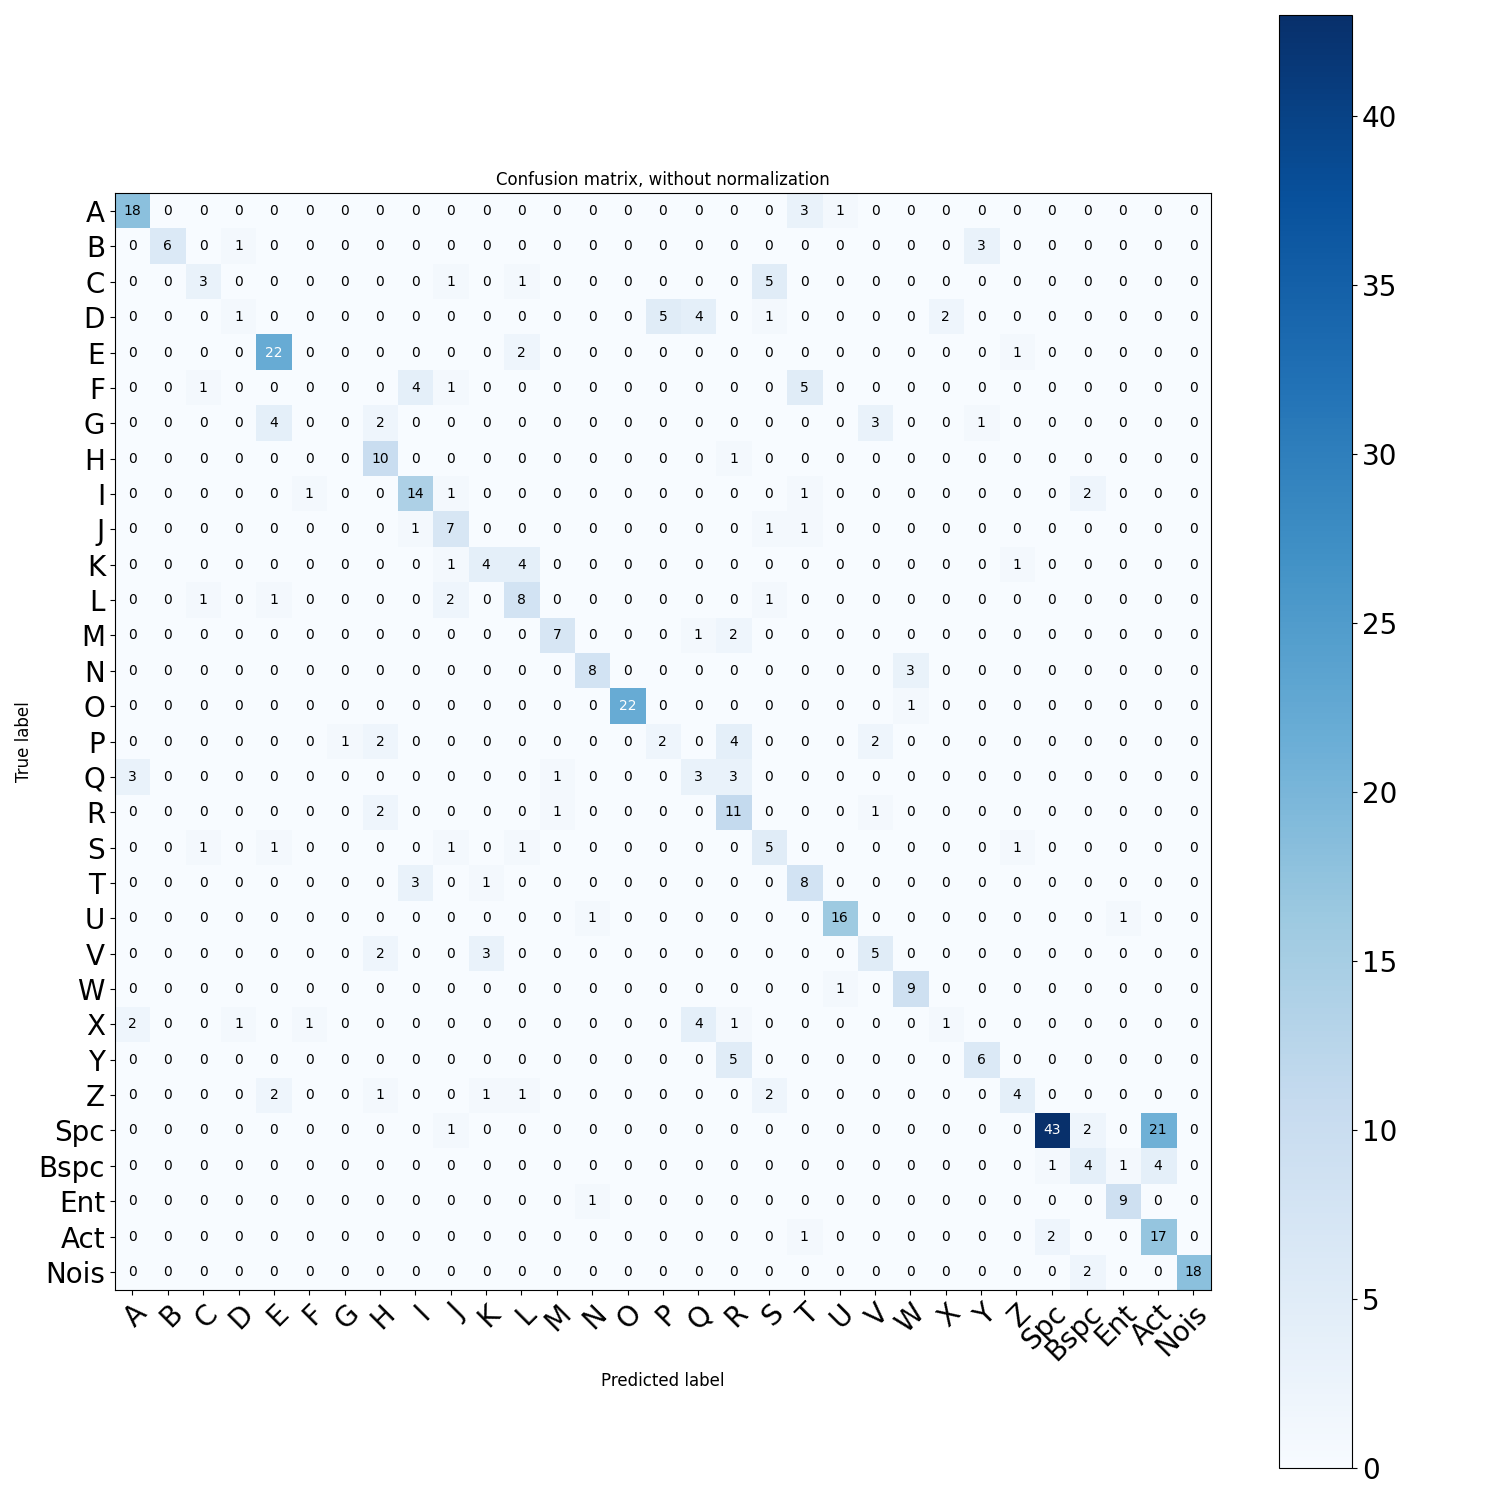 Confusion matrix, without normalization
A 18 0 0 0 0 0 0 0 0 0 0 0 0 0 0 0 0 0 0 3 1 0 0 0 0 0 0 0 0 0 0
B 0 6 0 1 0 0 0 0 0 0 0 0 0 0 0 0 0 0 0 0 0 0 0 0 3 0 0 0 0 0 0
C 0 0 3 0 0 0 0 0 0 1 0 1 0 0 0 0 0 0 5 0 0 0 0 0 0 0 0 0 0 0 0
D 0 0 0 1 0 0 0 0 0 0 0 0 0 0 0 5 4 0 1 0 0 0 0 2 0 0 0 0 0 0 0
E 0 0 0 0 22 0 0 0 0 0 0 2 0 0 0 0 0 0 0 0 0 0 0 0 0 1 0 0 0 0 0
F 0 0 1 0 0 0 0 0 4 1 0 0 0 0 0 0 0 0 0 5 0 0 0 0 0 0 0 0 0 0 0
G 0 0 0 0 4 0 0 2 0 0 0 0 0 0 0 0 0 0 0 0 0 3 0 0 1 0 0 0 0 0 0
H 0 0 0 0 0 0 0 10 0 0 0 0 0 0 0 0 0 1 0 0 0 0 0 0 0 0 0 0 0 0 0
I 0 0 0 0 0 1 0 0 14 1 0 0 0 0 0 0 0 0 0 1 0 0 0 0 0 0 0 2 0 0 0
J 0 0 0 0 0 0 0 0 1 7 0 0 0 0 0 0 0 0 1 1 0 0 0 0 0 0 0 0 0 0 0
K 0 0 0 0 0 0 0 0 0 1 4 4 0 0 0 0 0 0 0 0 0 0 0 0 0 1 0 0 0 0 0
L 0 0 1 0 1 0 0 0 0 2 0 8 0 0 0 0 0 0 1 0 0 0 0 0 0 0 0 0 0 0 0
M 0 0 0 0 0 0 0 0 0 0 0 0 7 0 0 0 1 2 0 0 0 0 0 0 0 0 0 0 0 0 0
N 0 0 0 0 0 0 0 0 0 0 0 0 0 8 0 0 0 0 0 0 0 0 3 0 0 0 0 0 0 0 0
O 0 0 0 0 0 0 0 0 0 0 0 0 0 0 22 0 0 0 0 0 0 0 1 0 0 0 0 0 0 0 0
P 0 0 0 0 0 0 1 2 0 0 0 0 0 0 0 2 0 4 0 0 0 2 0 0 0 0 0 0 0 0 0
Q 3 0 0 0 0 0 0 0 0 0 0 0 1 0 0 0 3 3 0 0 0 0 0 0 0 0 0 0 0 0 0
R 0 0 0 0 0 0 0 2 0 0 0 0 1 0 0 0 0 11 0 0 0 1 0 0 0 0 0 0 0 0 0
S 0 0 1 0 1 0 0 0 0 1 0 1 0 0 0 0 0 0 5 0 0 0 0 0 0 1 0 0 0 0 0
T 0 0 0 0 0 0 0 0 3 0 1 0 0 0 0 0 0 0 0 8 0 0 0 0 0 0 0 0 0 0 0
U 0 0 0 0 0 0 0 0 0 0 0 0 0 1 0 0 0 0 0 0 16 0 0 0 0 0 0 0 1 0 0
V 0 0 0 0 0 0 0 2 0 0 3 0 0 0 0 0 0 0 0 0 0 5 0 0 0 0 0 0 0 0 0
W 0 0 0 0 0 0 0 0 0 0 0 0 0 0 0 0 0 0 0 0 1 0 9 0 0 0 0 0 0 0 0
X 2 0 0 1 0 1 0 0 0 0 0 0 0 0 0 0 4 1 0 0 0 0 0 1 0 0 0 0 0 0 0
Y 0 0 0 0 0 0 0 0 0 0 0 0 0 0 0 0 0 5 0 0 0 0 0 0 6 0 0 0 0 0 0
Z 0 0 0 0 2 0 0 1 0 0 1 1 0 0 0 0 0 0 2 0 0 0 0 0 0 4 0 0 0 0 0
Spc 0 0 0 0 0 0 0 0 0 1 0 0 0 0 0 0 0 0 0 0 0 0 0 0 0 0 43 2 0 21 0
Bspc 0 0 0 0 0 0 0 0 0 0 0 0 0 0 0 0 0 0 0 0 0 0 0 0 0 0 1 4 1 4 0
Ent 0 0 0 0 0 0 0 0 0 0 0 0 0 1 0 0 0 0 0 0 0 0 0 0 0 0 0 0 9 0 0
Act 0 0 0 0 0 0 0 0 0 0 0 0 0 0 0 0 0 0 0 1 0 0 0 0 0 0 2 0 0 17 0
Nois 0 0 0 0 0 0 0 0 0 0 0 0 0 0 0 0 0 0 0 0 0 0 0 0 0 0 0 2 0 0 18
A B C D E F G H I J K L M N O P Q R S T U V W X Y Z Spc Bspc Ent Act Nois
Predicted label
True label
40
35
30
25
20
15
10
5
0